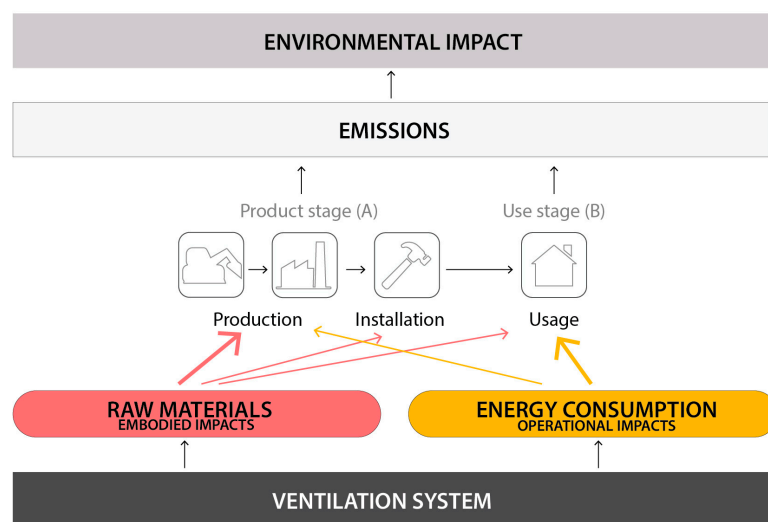 ENVIRONMENTAL IMPACT
EMISSIONS
Product stage (A)
Use stage (B)
Production
Installation
Usage
RAW MATERIALS
EMBODIED IMPACTS
ENERGY CONSUMPTION
OPERATIONAL IMPACTS
VENTILATION SYSTEM